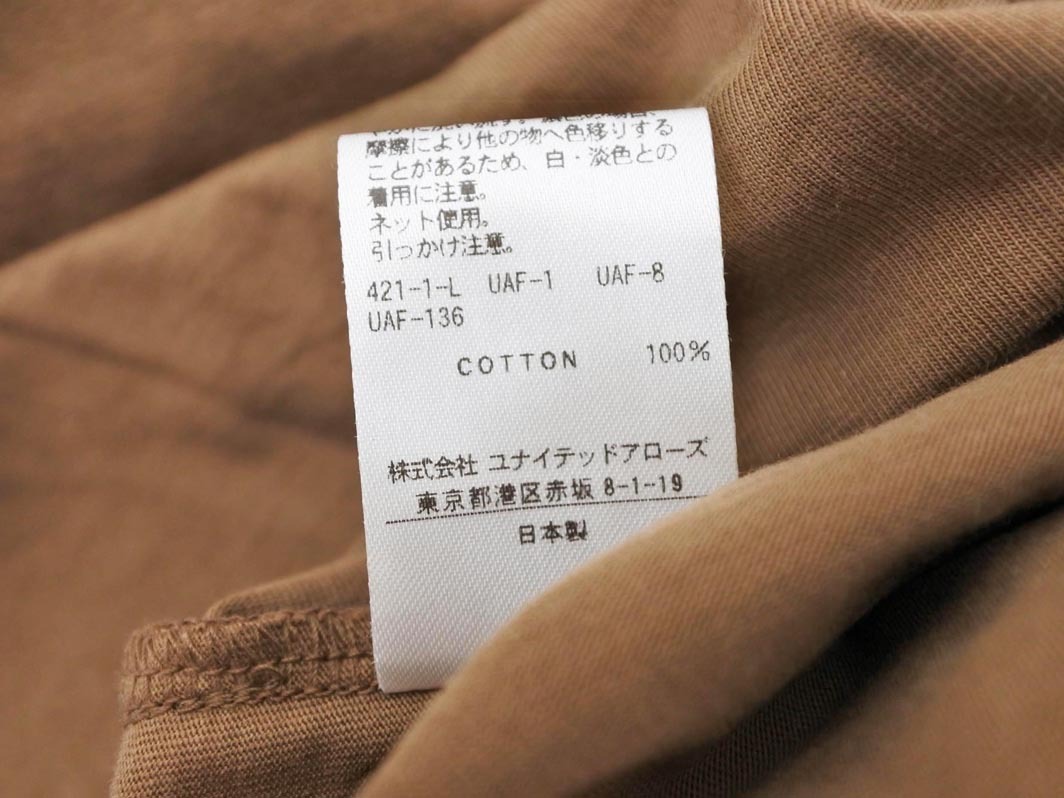 摩擦により他の物へ色移りする
ことがあるため、白・淡色との
着用に注意。
ネット使用。
引っかけ注意。
421-1-L UAF-1 UAF-8
UAF-136
COTTON 100%
株式会社 ユナイテッドアローズ
東京都港区赤坂 8-1-19
日本製